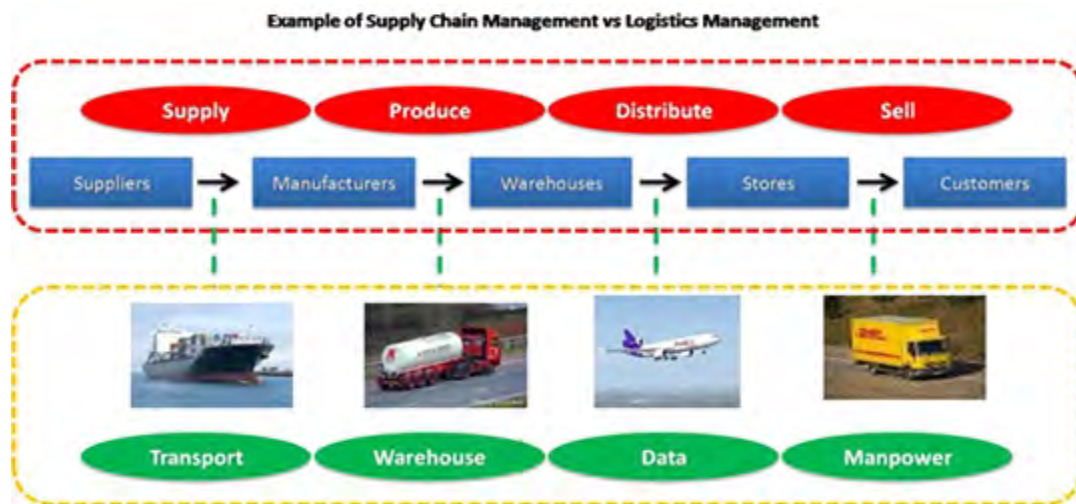 Example of Supply Chain Management vs Logistics Management
Supply Produce Distribute Sell
Suppliers Manufacturers Warehouses Stores Customers
DHL
Transport Warehouse Data Manpower